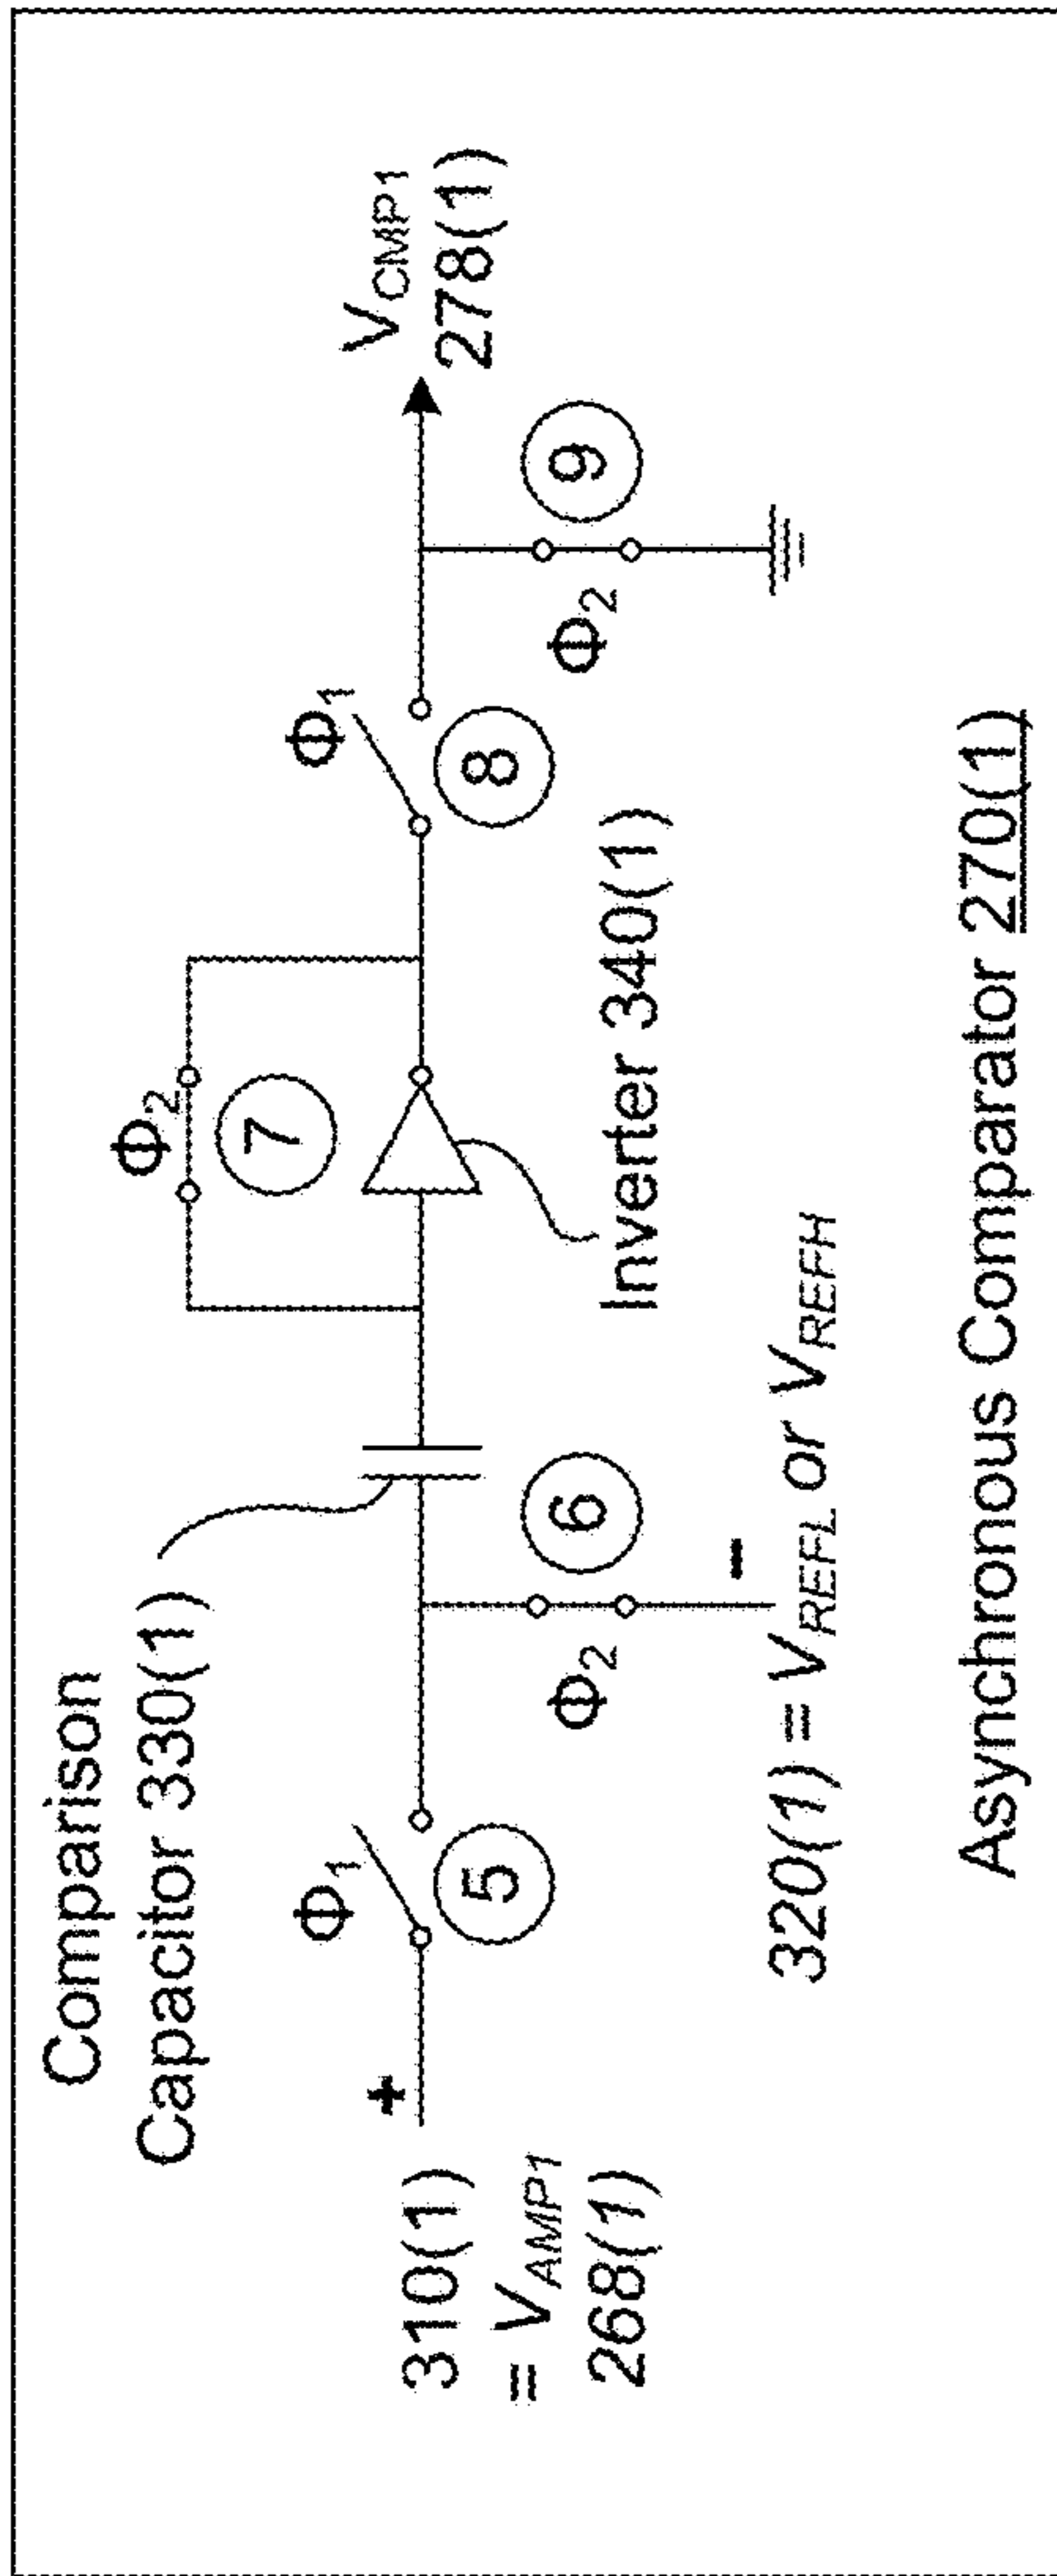 Comparison
Capacitor 330(1)
Φ2
7
Φ1
5
Φ1
8
310(1)
= VAMP1
268(1)
+
VCMP1
278(1)
Φ2
6
Φ2
9
-
Inverter 340(1)
320(1) = VREFL or VREFH
Asynchronous Comparator 270(1)